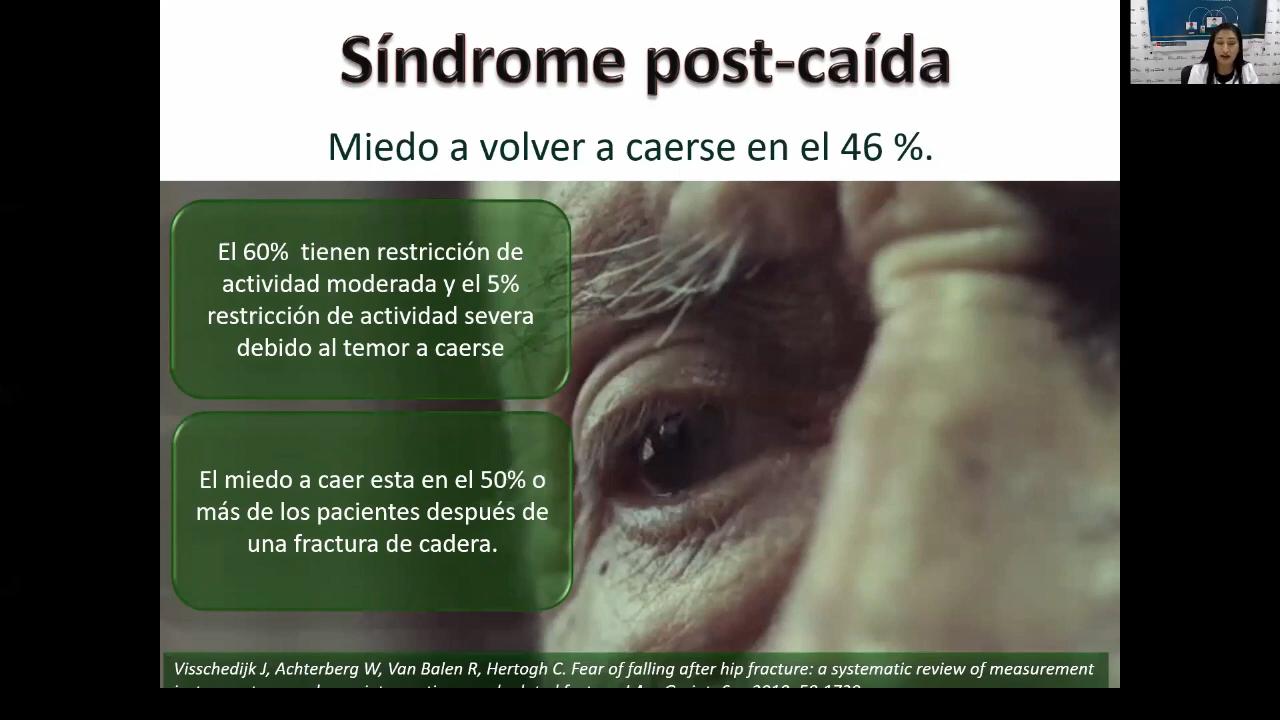 Síndrome post-caída
Miedo a volver a caerse en el 46 %.
El 60% tienen restricción de
actividad moderada y el 5%
restricción de actividad severa
debido al temor a caerse
El miedo a caer esta en el 50% o
más de los pacientes después de
una fractura de cadera.
Visschedijk J, Achterberg W, Van Balen R, Hertogh C. Fear of falling after hip fracture: a systematic review of measurement